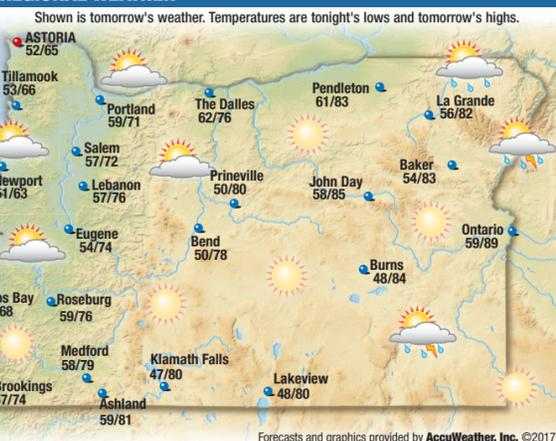 Shown is tomorrow's weather. Temperatures are tonight's lows and tomorrow's highs.
ASTORIA
52/65
Tillamook
53/66
Portland
59/71
The Dalles
62/76
Pendleton
61/83
La Grande
56/82
Salem
57/72
Lebanon
57/76
Prineville
50/80
John Day
58/85
Baker
54/83
Eugene
54/74
Bend
50/78
Ontario
59/89
Burns
48/84
Roseburg
59/76
Medford
58/79
Klamath Falls
47/80
Lakeview
48/80
Ashland
59/81
Forecasts and graphics provided by AccuWeather, Inc. ©2017